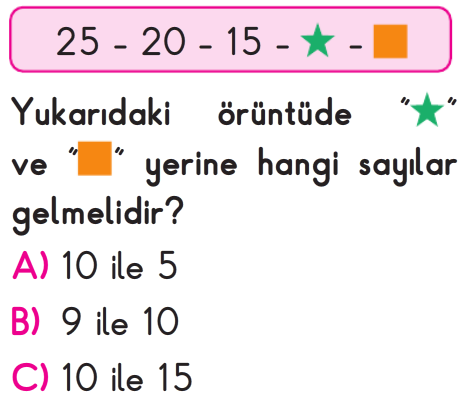 25 - 20 - 15 - ★ - 🟧
Yukarıdaki örüntüde "★"
ve "🟧" yerine hangi sayılar
gelmelidir?
A) 10 ile 5
B) 9 ile 10
C) 10 ile 15